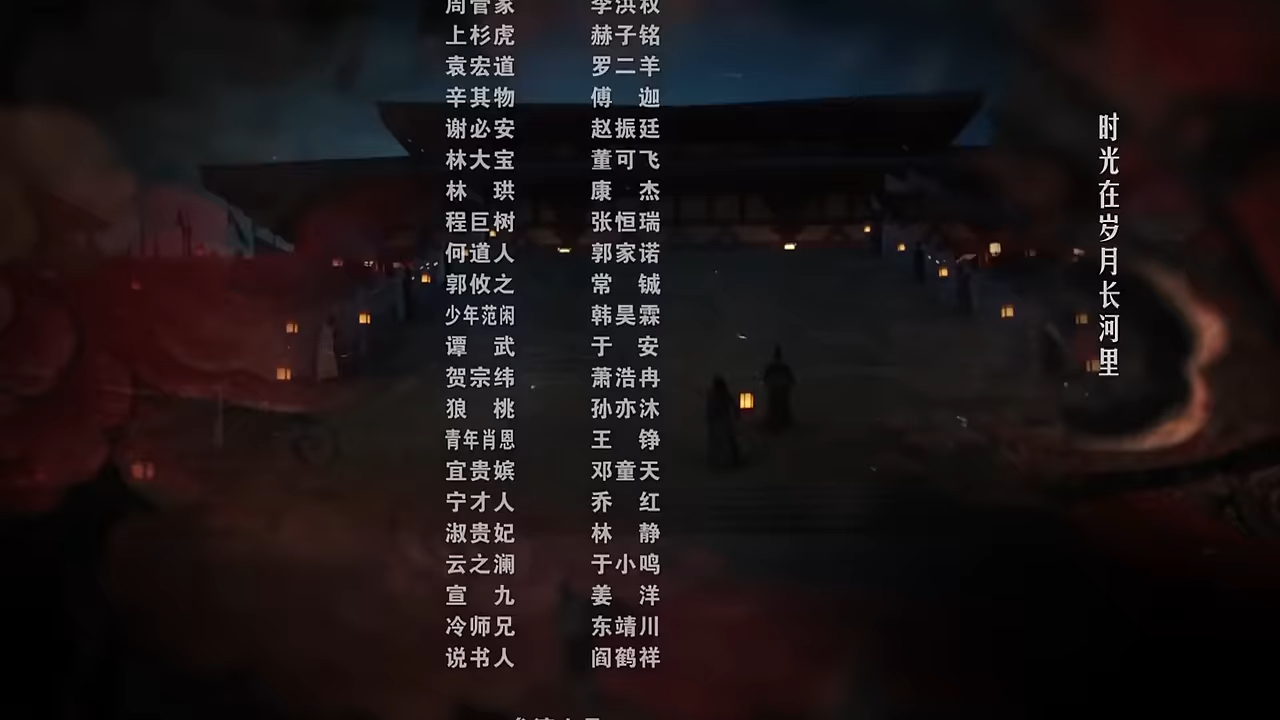 周管家 李洪权
上杉虎 赫子铭
袁宏道 罗二羊
辛其物 傅迦
谢必安 赵振廷
林大宝 董可飞
林珙 康杰
程巨树 张恒瑞
何道人 郭家诺
郭攸之 常铖
少年范闲 韩昊霖
谭武 于安
贺宗纬 萧浩冉
狼桃 孙亦沐
青年肖恩 王铮
宜贵嫔 邓童天
宁才人 乔红
淑贵妃 林静
云之澜 于小鸣
宣九 姜洋
冷师兄 东靖川
说书人 阎鹤祥
时光在岁月长河里